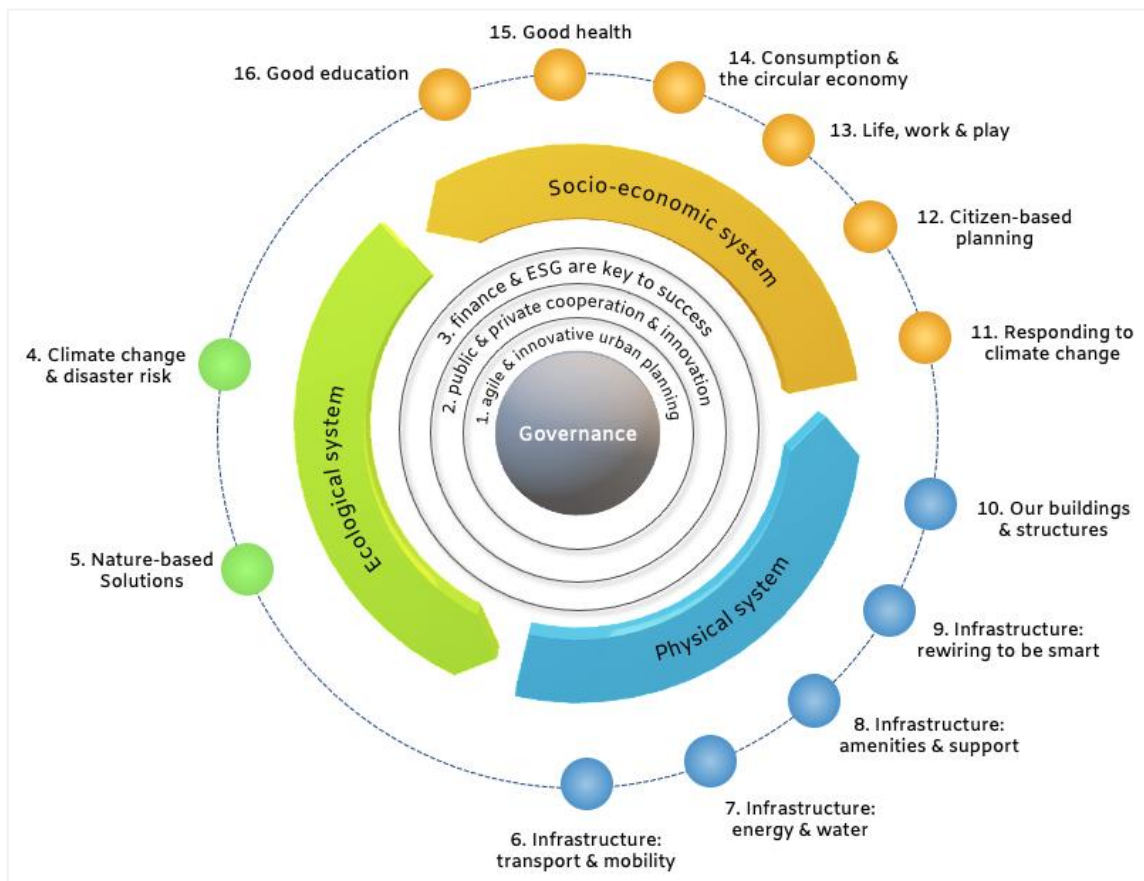 15. Good health
16. Good education
14. Consumption &
the circular economy
13. Life, work & play
12. Citizen-based
planning
11. Responding to
climate change
10. Our buildings
& structures
9. Infrastructure:
rewiring to be smart
8. Infrastructure:
amenities & support
7. Infrastructure:
energy & water
6. Infrastructure:
transport & mobility
5. Nature-based
Solutions
4. Climate change
& disaster risk
Socio-economic system
Ecological system
Physical system
3. finance & ESG are key to success
2. public & private cooperation & innovation
1. agile & innovative urban planning
Governance